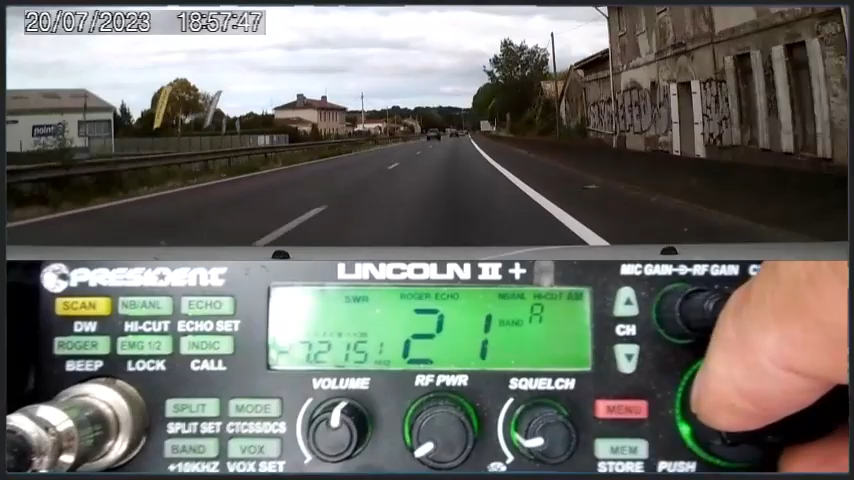 20/07/2023 18:57:47
point
PRESIDENT
LINCOLN II +
MIC GAIN RF GAIN
SCAN NB/ANL ECHO
DW HI-CUT ECHO SET
ROGER EMG 1/2 INDIC
BEEP LOCK CALL
SWR ROGER ECHO NB/ANL HI-CUT AM
21 BAND A
CH
VOLUME RF PWR SQUELCH
SPLIT MODE
SPLIT SET CTCSS/DCS
BAND VOX
+10KHZ VOX SET
MENU
MEM
STORE PUSH